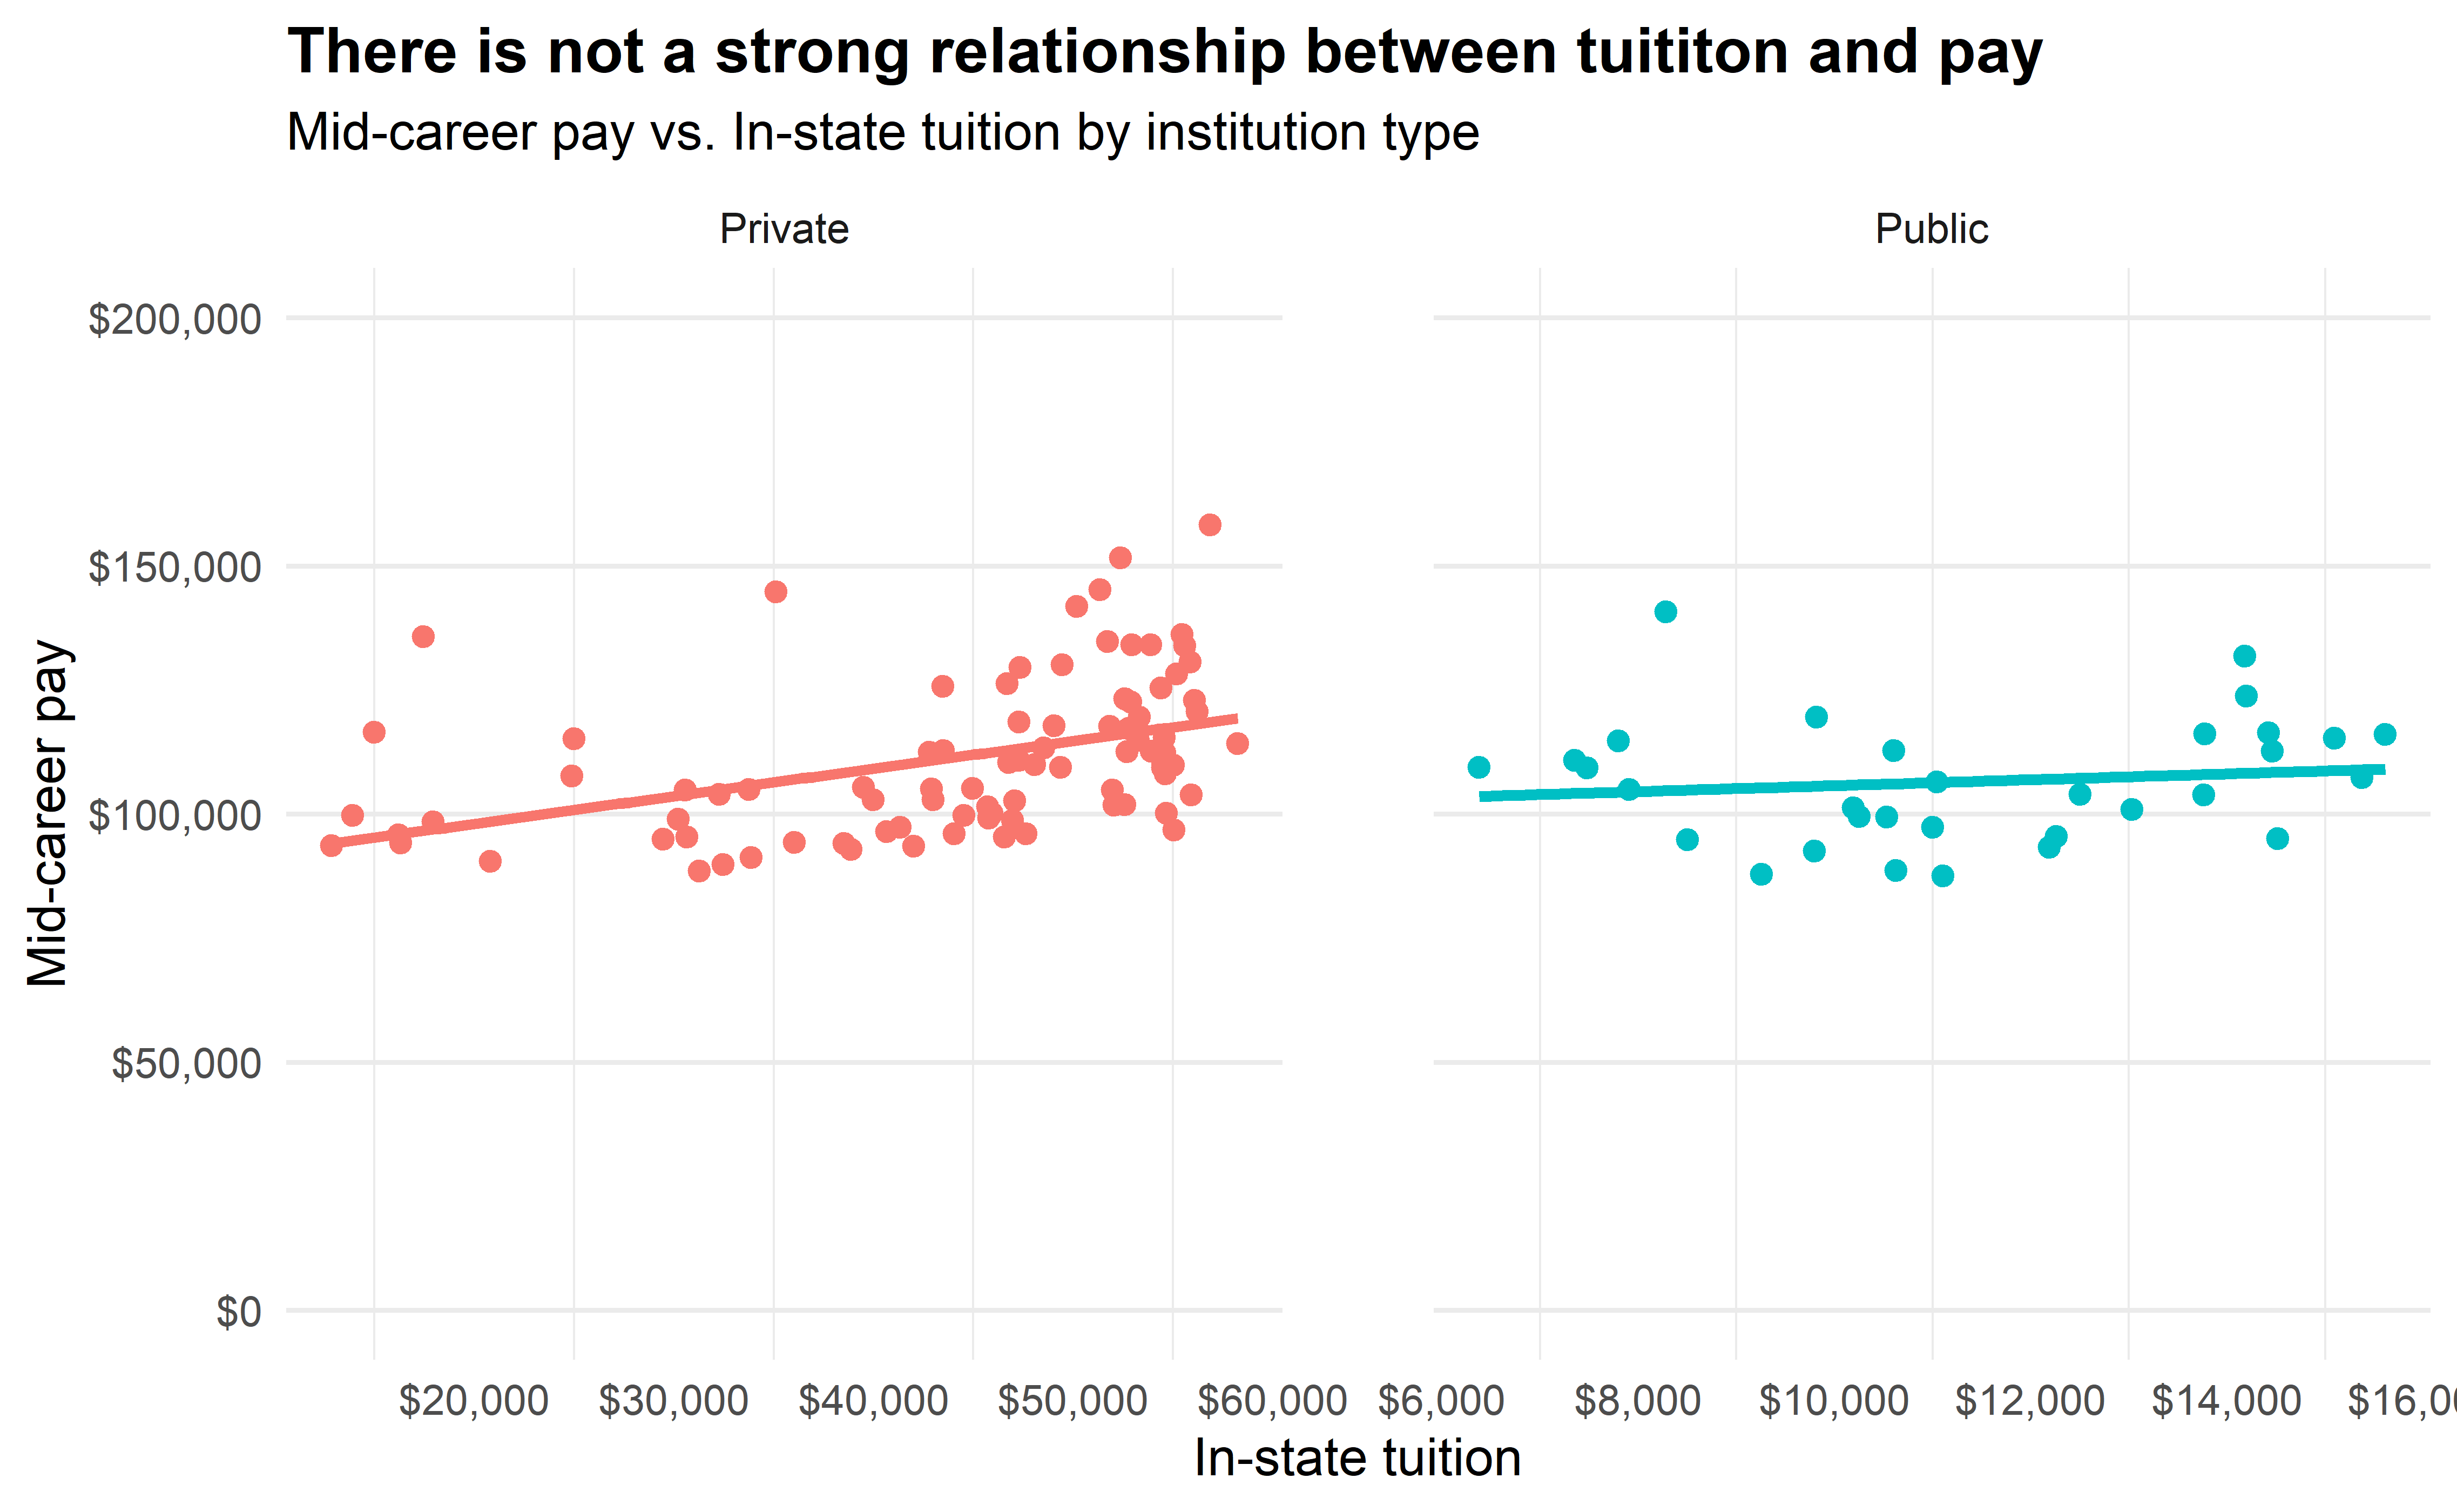 There is not a strong relationship between tuititon and pay
Mid-career pay vs. In-state tuition by institution type
Private
Public
$200,000
$150,000
$100,000
$50,000
$0
Mid-career pay
$20,000 $30,000 $40,000 $50,000 $60,000 $6,000 $8,000 $10,000 $12,000 $14,000
In-state tuition